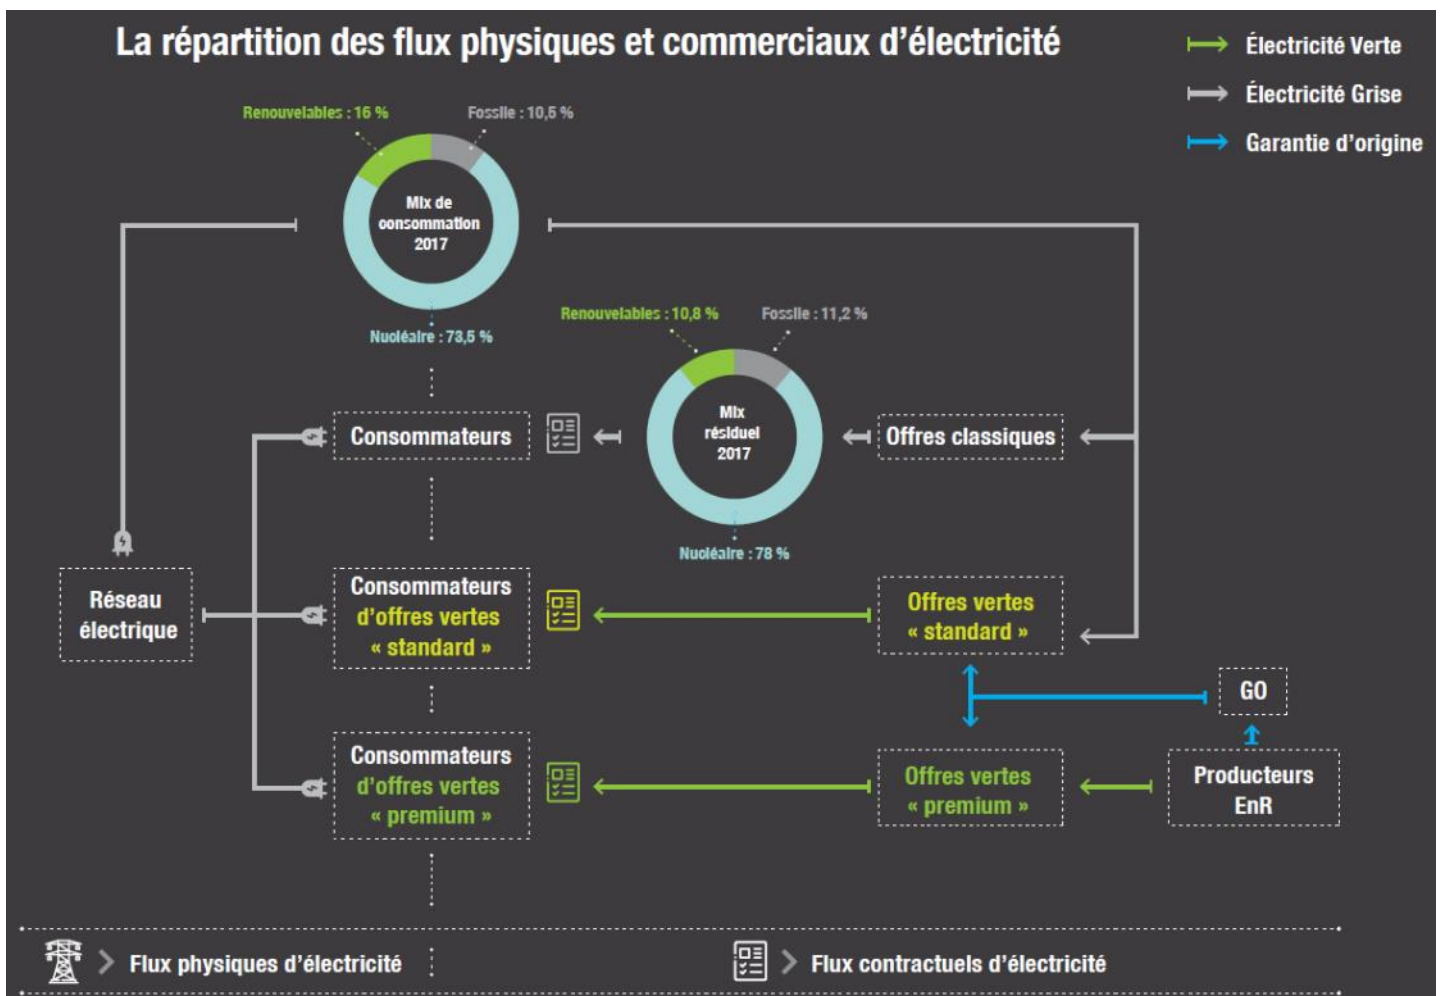 La répartition des flux physiques et commerciaux d'électricité
Électricité Verte
Électricité Grise
Garantie d'origine
Renouvelables : 16 %
Fossile : 10,5 %
Mix de
consommation
2017
Nucléaire : 73,5 %
Renouvelables : 10,8 %
Fossile : 11,2 %
Mix
résiduel
2017
Nucléaire : 78 %
Consommateurs
Offres classiques
Réseau
électrique
Consommateurs
d'offres vertes
« standard »
Offres vertes
« standard »
GO
Consommateurs
d'offres vertes
« premium »
Offres vertes
« premium »
Producteurs
EnR
Flux physiques d'électricité
Flux contractuels d'électricité